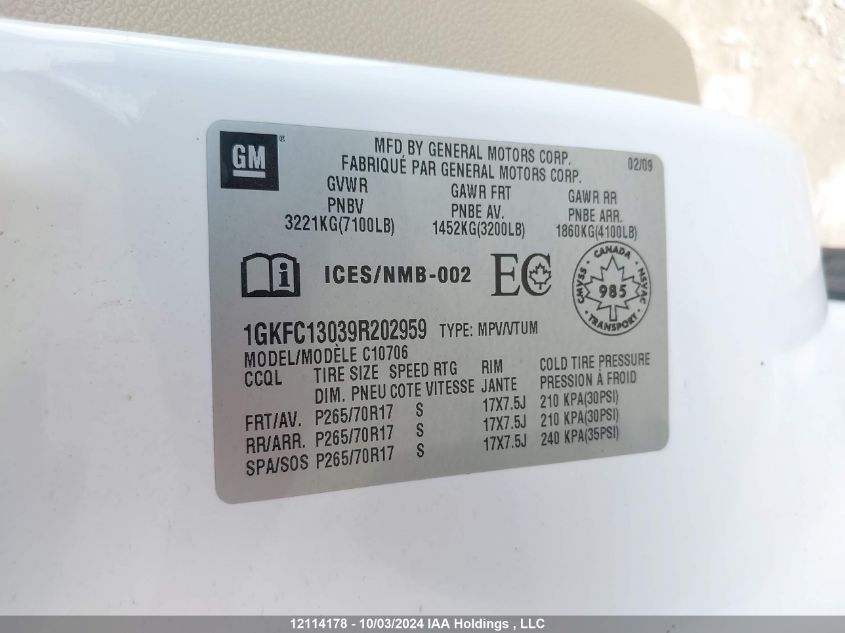 GM ®
MFD BY GENERAL MOTORS CORP. 02/09
FABRIQUÉ PAR GENERAL MOTORS CORP.
GVWR GAWR FRT GAWR RR
PNBV PNBE AV. PNBE ARR.
3221KG(7100LB) 1452KG(3200LB) 1860KG(4100LB)
i ICES/NMB-002 EC CANADA CMVSS 985 NSVAC TRANSPORT
1GKFC13039R202959 TYPE: MPV/VTUM
MODEL/MODÈLE C10706
CCQL TIRE SIZE SPEED RTG RIM COLD TIRE PRESSURE
DIM. PNEU COTE VITESSE JANTE PRESSION À FROID
FRT/AV. P265/70R17 S 17X7.5J 210 KPA(30PSI)
RR/ARR. P265/70R17 S 17X7.5J 210 KPA(30PSI)
SPA/SOS P265/70R17 S 17X7.5J 240 KPA(35PSI)
12114178 - 10/03/2024 IAA Holdings , LLC